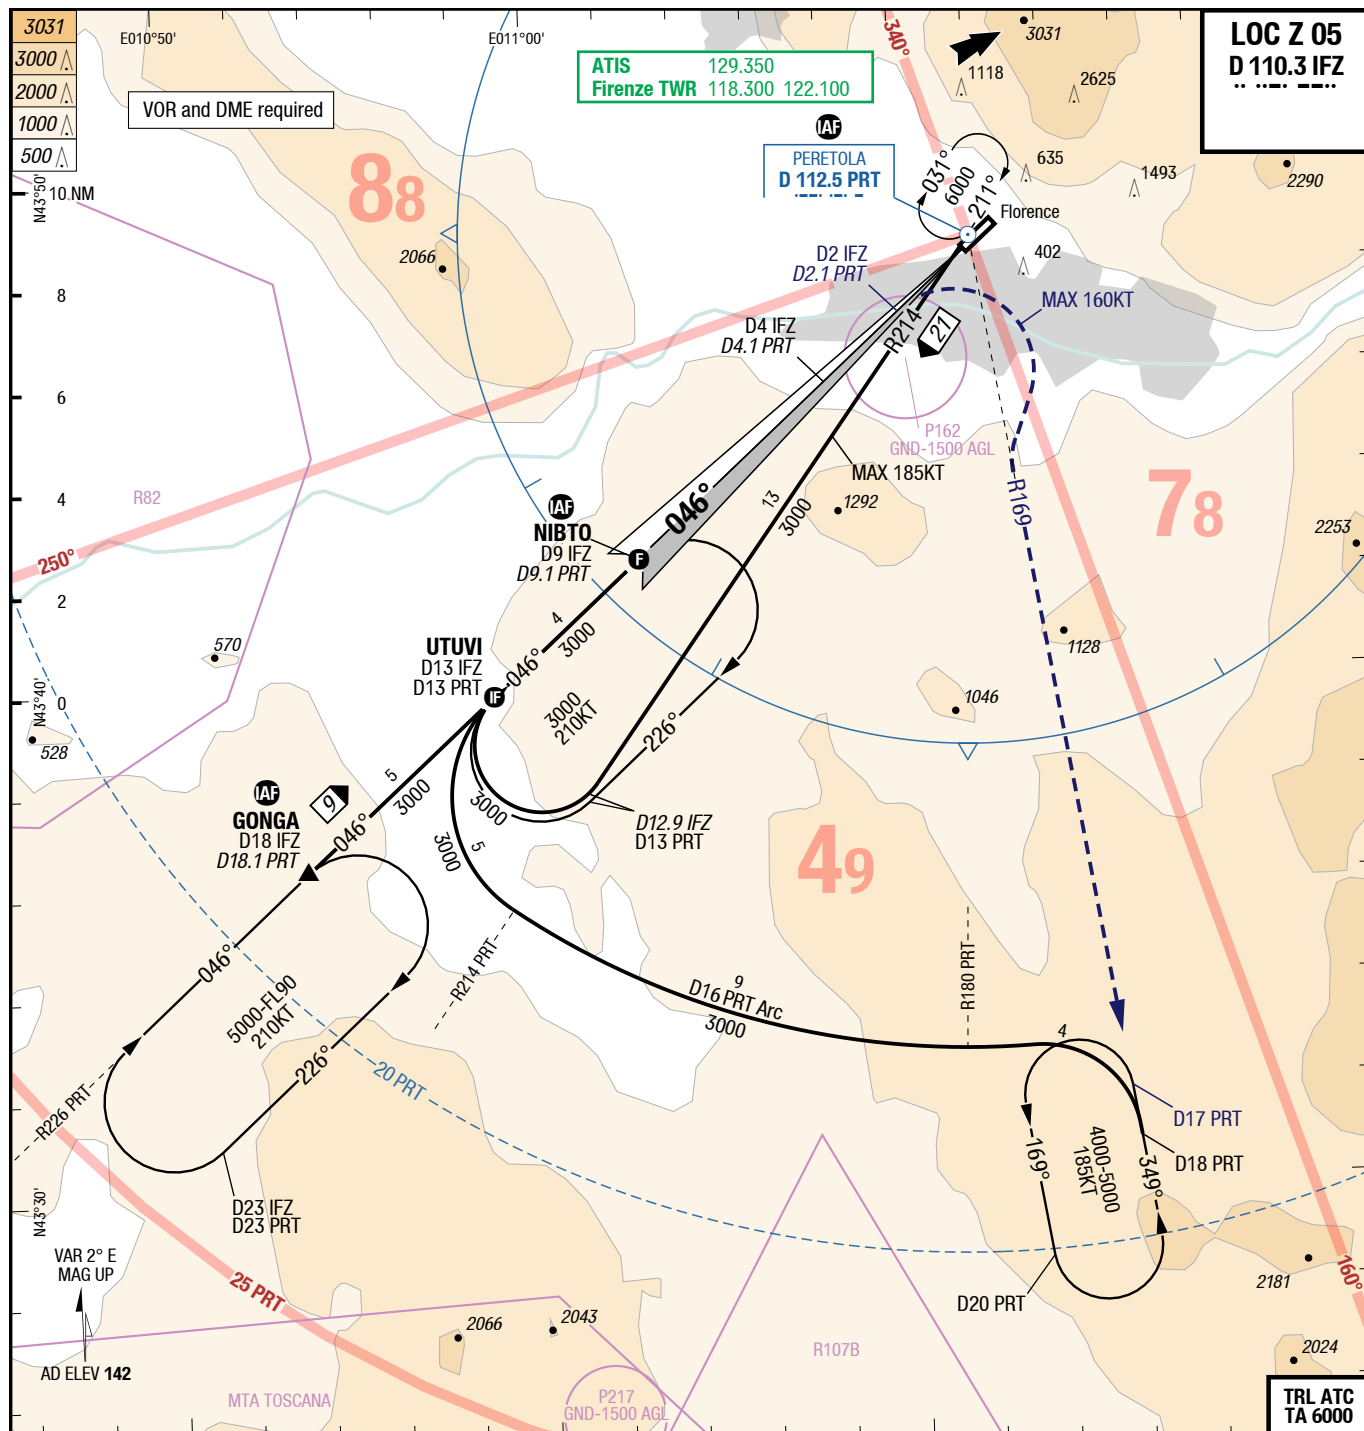 3031
3000
2000
1000
500
E010°50'
E011°00'
VOR and DME required
ATIS 129.350
Firenze TWR 118.300 122.100
LOC Z 05
D 110.3 IFZ
340°
3031
1118
2625
IAF
PERETOLA
D 112.5 PRT
031°
6000
211°
Florence
635
1493
2290
N43°50'
10 NM
88
2066
D2 IFZ
D2.1 PRT
402
MAX 160KT
8
D4 IFZ
D4.1 PRT
R214
21
6
P162
GND-1500 AGL
MAX 185KT
R82
4
IAF
NIBTO
D9 IFZ
D9.1 PRT
F
046°
13
3000
1292
R169
78
2253
250°
2
4
3000
570
UTUVI
D13 IFZ
D13 PRT
IF
046°
1128
N43°40'
0
528
3000
210KT
226°
1046
5
3000
IAF
GONGA
D18 IFZ
D18.1 PRT
9
046°
3000
D12.9 IFZ
D13 PRT
5
3000
49
046°
5000-FL90
210KT
226°
R214 PRT
9
D16 PRT Arc
3000
R180 PRT
4
20 PRT
R226 PRT
D17 PRT
D18 PRT
169°
4000-5000
185KT
349°
D23 IFZ
D23 PRT
N43°30'
VAR 2° E
MAG UP
25 PRT
2181
160°
D20 PRT
2066
2043
R107B
2024
AD ELEV 142
MTA TOSCANA
P217
GND-1500 AGL
TRL ATC
TA 6000